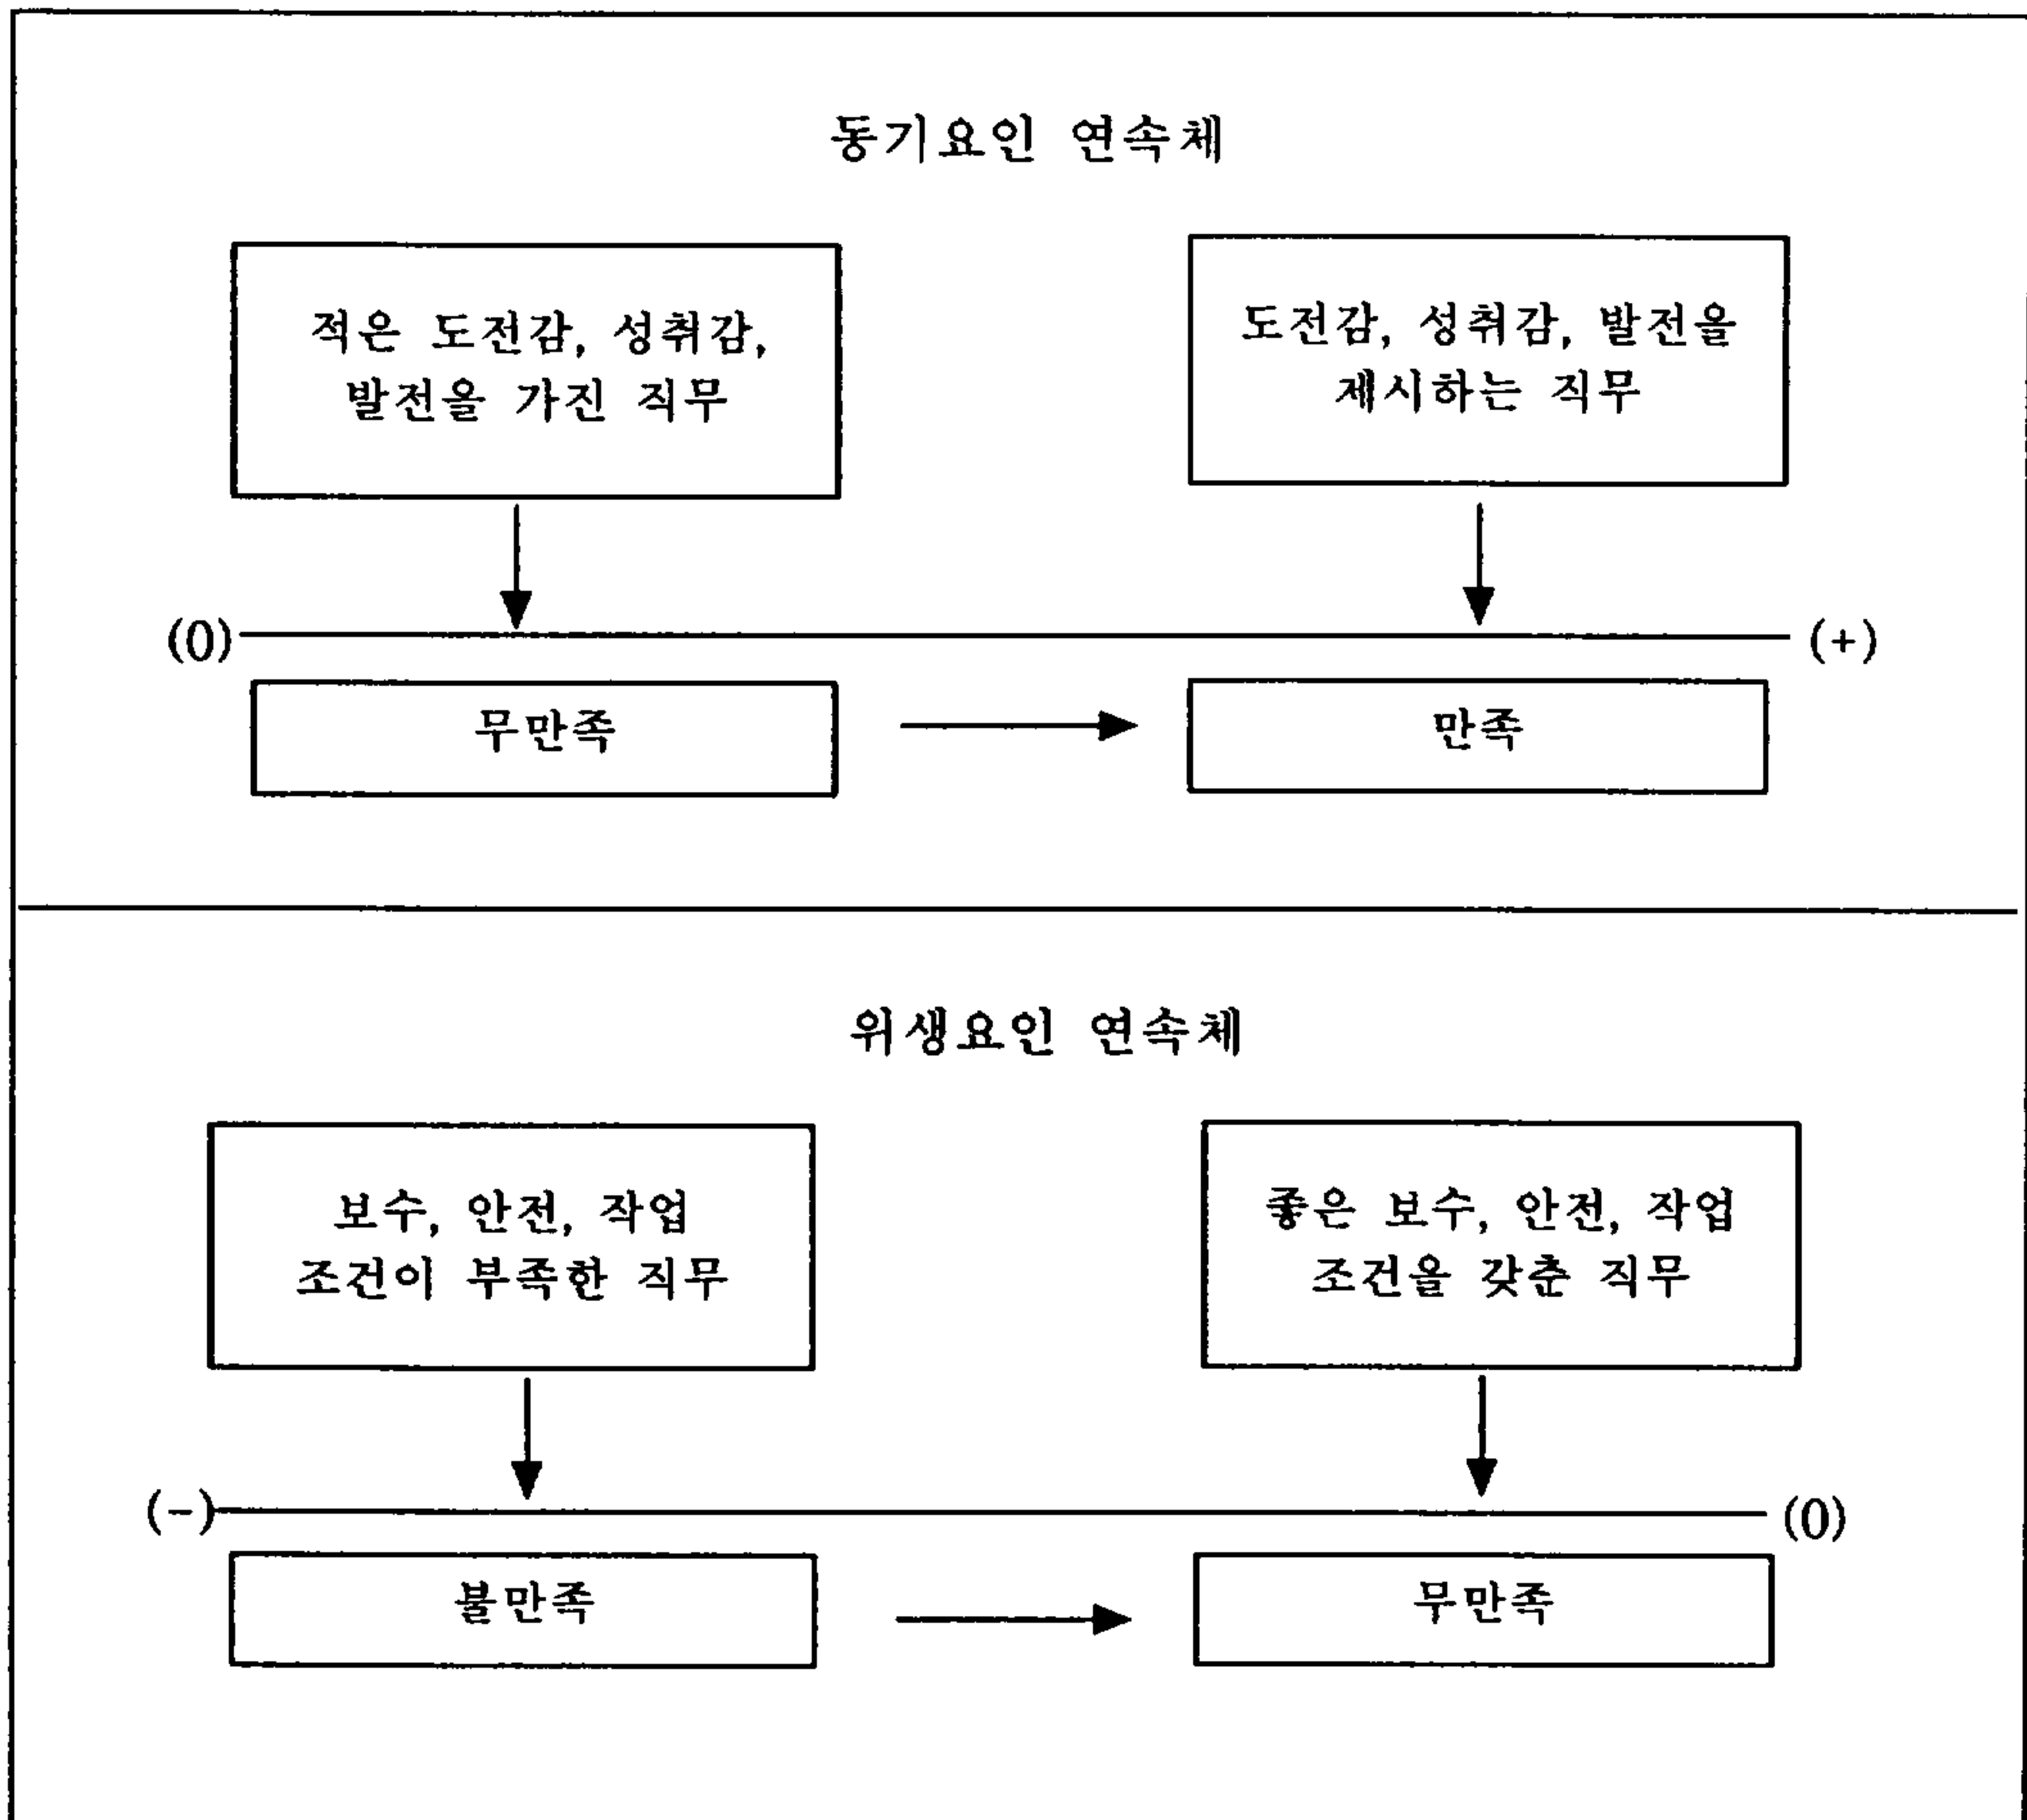 동기요인 연속체
적은 도전감, 성취감,
발전을 가진 직무
도전감, 성취감, 발전을
제시하는 직무
(0)
(+)
무만족
만족
위생요인 연속체
보수, 안전, 작업
조건이 부족한 직무
좋은 보수, 안전, 작업
조건을 갖춘 직무
(-)
(0)
불만족
무만족